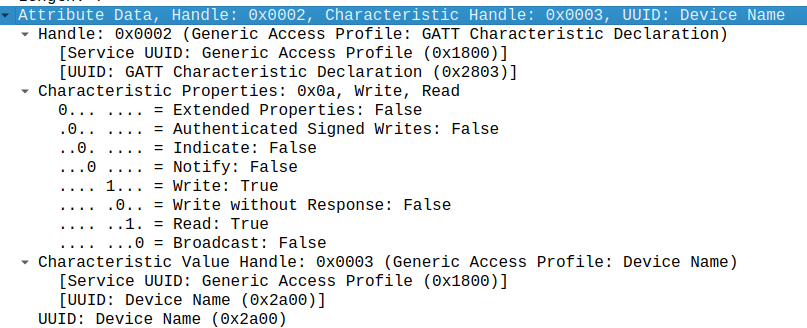 Attribute Data, Handle: 0x0002, Characteristic Handle: 0x0003, UUID: Device Name
Handle: 0x0002 (Generic Access Profile: GATT Characteristic Declaration)
[Service UUID: Generic Access Profile (0x1800)]
[UUID: GATT Characteristic Declaration (0x2803)]
Characteristic Properties: 0x0a, Write, Read
0... .... = Extended Properties: False
.0.. .... = Authenticated Signed Writes: False
..0. .... = Indicate: False
...0 .... = Notify: False
.... 1... = Write: True
.... .0.. = Write without Response: False
.... ..1. = Read: True
.... ...0 = Broadcast: False
Characteristic Value Handle: 0x0003 (Generic Access Profile: Device Name)
[Service UUID: Generic Access Profile (0x1800)]
[UUID: Device Name (0x2a00)]
UUID: Device Name (0x2a00)